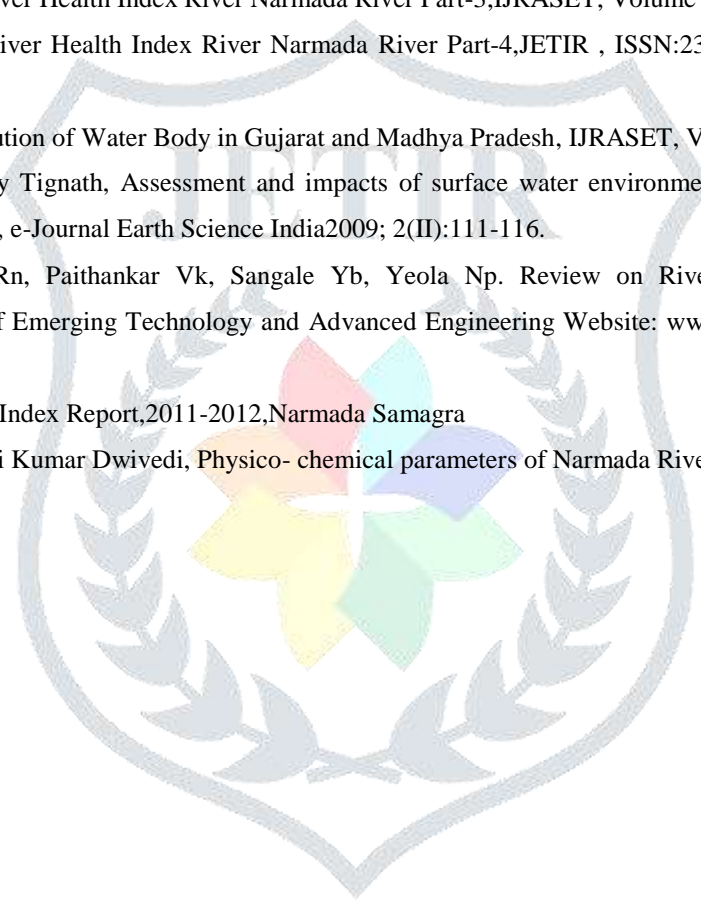 ver Health Index River Narmada River Part-3,IJRASET, Volume
iver Health Index River Narmada River Part-4,JETIR , ISSN:23
ution of Water Body in Gujarat and Madhya Pradesh, IJRASET, V
y Tignath, Assessment and impacts of surface water environme
, e-Journal Earth Science India2009; 2(II):111-116.
Rn, Paithankar Vk, Sangale Yb, Yeola Np. Review on Rive
f Emerging Technology and Advanced Engineering Website: ww
Index Report,2011-2012,Narmada Samagra
i Kumar Dwivedi, Physico- chemical parameters of Narmada Rive
JETIR